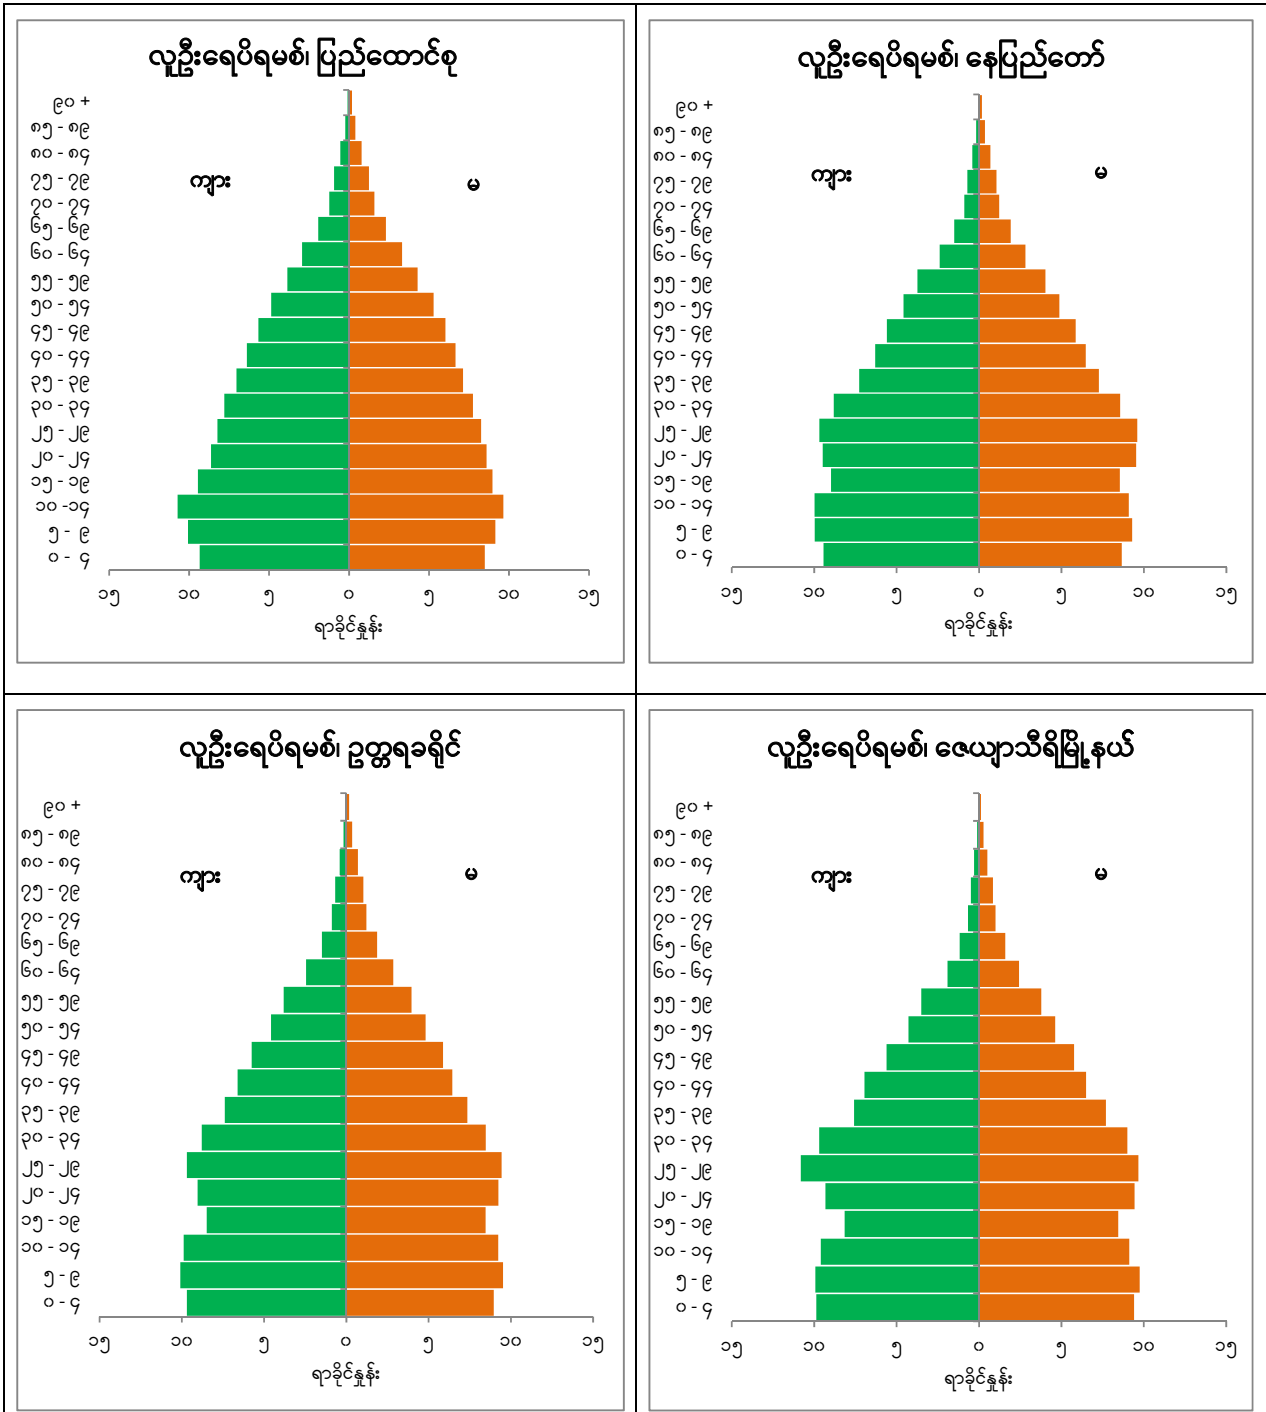 လူဦးရေပိရမစ်၊ ပြည်ထောင်စု
၉၀ +
၈၅ - ၈၉
၈၀ - ၈၄
၇၅ - ၇၉
၇၀ - ၇၄
၆၅ - ၆၉
၆၀ - ၆၄
၅၅ - ၅၉
၅၀ - ၅၄
၄၅ - ၄၉
၄၀ - ၄၄
၃၅ - ၃၉
၃၀ - ၃၄
၂၅ - ၂၉
၂၀ - ၂၄
၁၅ - ၁၉
၁၀ -၁၄
၅ - ၉
၀ - ၄
ကျား
မ
၁၅ ၁၀ ၅ ၀ ၅ ၁၀ ၁၅
ရာခိုင်နှုန်း
လူဦးရေပိရမစ်၊ နေပြည်တော်
၉၀ +
၈၅ - ၈၉
၈၀ - ၈၄
၇၅ - ၇၉
၇၀ - ၇၄
၆၅ - ၆၉
၆၀ - ၆၄
၅၅ - ၅၉
၅၀ - ၅၄
၄၅ - ၄၉
၄၀ - ၄၄
၃၅ - ၃၉
၃၀ - ၃၄
၂၅ - ၂၉
၂၀ - ၂၄
၁၅ - ၁၉
၁၀ - ၁၄
၅ - ၉
၀ - ၄
ကျား
မ
၁၅ ၁၀ ၅ ၀ ၅ ၁၀ ၁၅
ရာခိုင်နှုန်း
လူဦးရေပိရမစ်၊ ဥတ္တရခရိုင်
၉၀ +
၈၅ - ၈၉
၈၀ - ၈၄
၇၅ - ၇၉
၇၀ - ၇၄
၆၅ - ၆၉
၆၀ - ၆၄
၅၅ - ၅၉
၅၀ - ၅၄
၄၅ - ၄၉
၄၀ - ၄၄
၃၅ - ၃၉
၃၀ - ၃၄
၂၅ - ၂၉
၂၀ - ၂၄
၁၅ - ၁၉
၁၀ - ၁၄
၅ - ၉
၀ - ၄
ကျား
မ
၁၅ ၁၀ ၅ ၀ ၅ ၁၀ ၁၅
ရာခိုင်နှုန်း
လူဦးရေပိရမစ်၊ ဇေယျာသီရိမြို့နယ်
၉၀ +
၈၅ - ၈၉
၈၀ - ၈၄
၇၅ - ၇၉
၇၀ - ၇၄
၆၅ - ၆၉
၆၀ - ၆၄
၅၅ - ၅၉
၅၀ - ၅၄
၄၅ - ၄၉
၄၀ - ၄၄
၃၅ - ၃၉
၃၀ - ၃၄
၂၅ - ၂၉
၂၀ - ၂၄
၁၅ - ၁၉
၁၀ - ၁၄
၅ - ၉
၀ - ၄
ကျား
မ
၁၅ ၁၀ ၅ ၀ ၅ ၁၀ ၁၅
ရာခိုင်နှုန်း